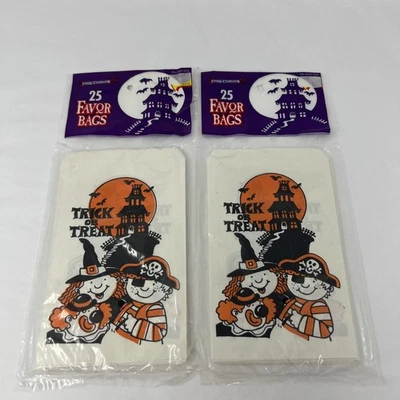 25
FAVOR
BAGS
25
FAVOR
BAGS
TRICK
OR
TREAT
TRICK
OR
TREAT